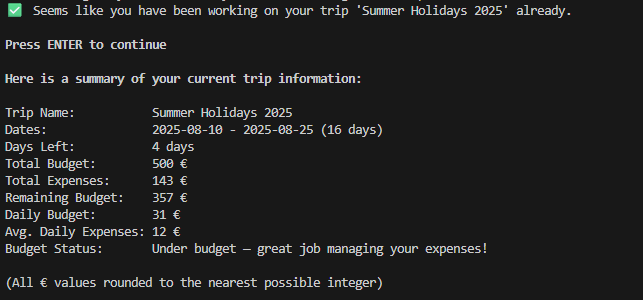 ✅ Seems like you have been working on your trip 'Summer Holidays 2025' already.
Press ENTER to continue
Here is a summary of your current trip information:
Trip Name: Summer Holidays 2025
Dates: 2025-08-10 - 2025-08-25 (16 days)
Days Left: 4 days
Total Budget: 500 €
Total Expenses: 143 €
Remaining Budget: 357 €
Daily Budget: 31 €
Avg. Daily Expenses: 12 €
Budget Status: Under budget — great job managing your expenses!
(All € values rounded to the nearest possible integer)